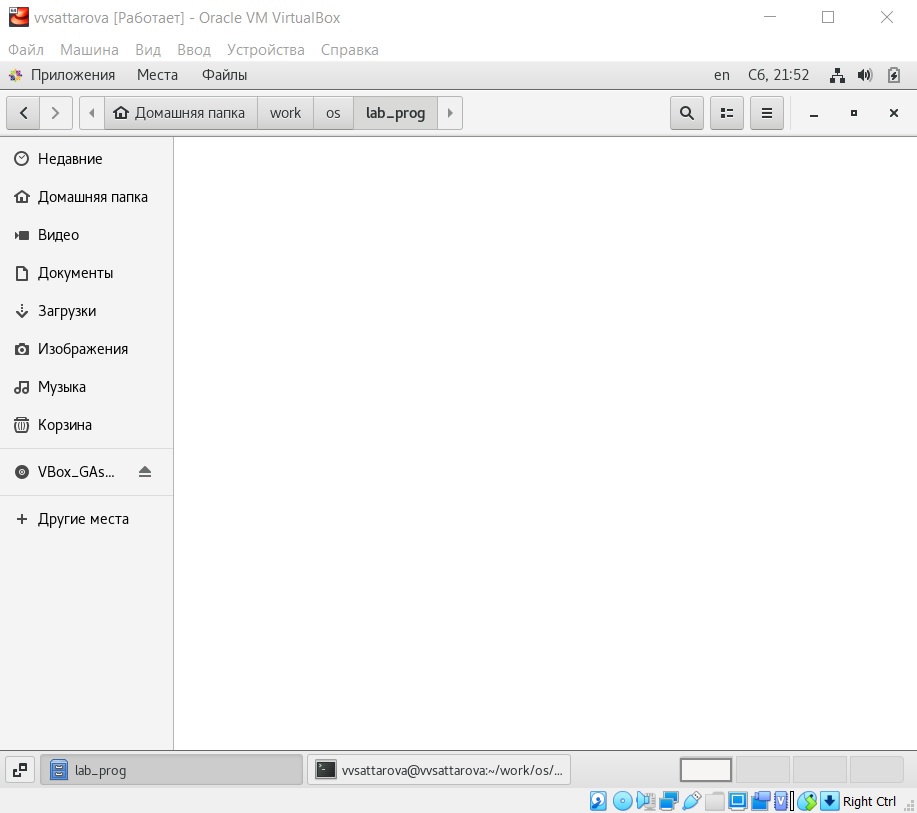 vvsattarova [Работает] - Oracle VM VirtualBox
Файл Машина Вид Ввод Устройства Справка
Приложения Места Файлы en Сб, 21:52
Домашняя папка work os lab_prog
Недавние
Домашняя папка
Видео
Документы
Загрузки
Изображения
Музыка
Корзина
VBox_GAs...
Другие места
lab_prog vvsattarova@vvsattarova:~/work/os/...
Right Ctrl